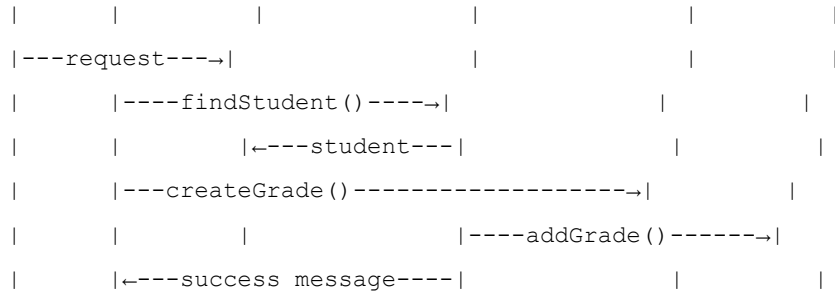 |      |         |              |              |         |
|---request---→|                |              |         |
|      |----findStudent()----→|              |         |
|      |        |←---student---|              |         |
|      |---createGrade()-------------------→|         |
|      |        |              |----addGrade()------→|
|      |←---success message----|              |         |